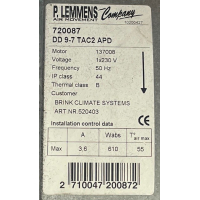 P. LEMMENS Company
AIR MOVEMENT
720087
DD 9-7 TAC2 APD
Motor 137008
Voltage 1x230 V
Frequency 50 Hz
IP class 44
Thermal class B
Customer
BRINK CLIMATE SYSTEMS
ART NR.520403
Installation control data
A Watts T° air max
Max 3.6 610 55
2 710047 200872